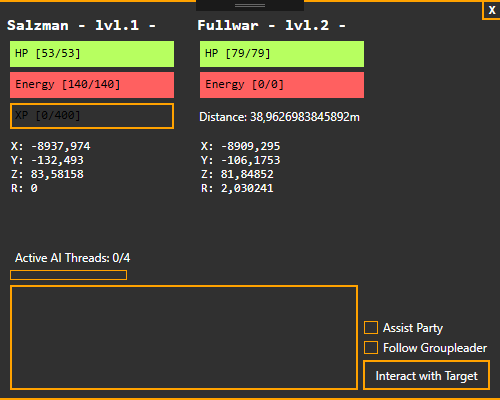 X
Salzman - lvl.1 -
Fullwar - lvl.2 -
HP [53/53]
HP [79/79]
Energy [140/140]
Energy [0/0]
XP [0/400]
Distance: 38,9626983845892m
X: -8937,974
Y: -132,493
Z: 83,58158
R: 0
X: -8909,295
Y: -106,1753
Z: 81,84852
R: 2,030241
Active AI Threads: 0/4
Assist Party
Follow Groupleader
Interact with Target